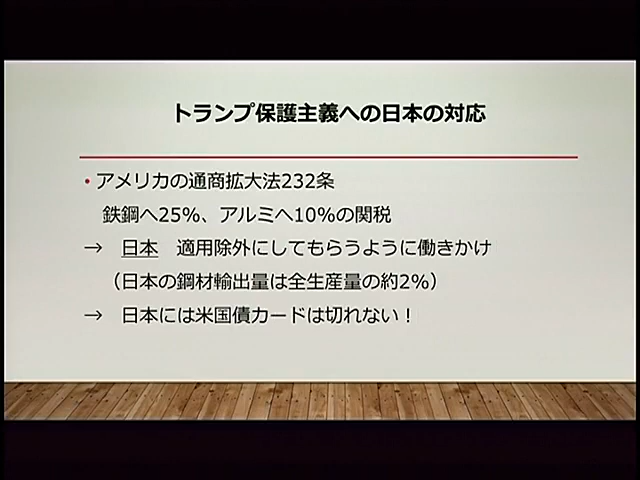 トランプ保護主義への日本の対応
・アメリカの通商拡大法232条
鉄鋼へ25%、アルミへ10%の関税
→ 日本 適用除外にしてもらうように働きかけ
（日本の鋼材輸出量は全生産量の約2%）
→ 日本には米国債カードは切れない！